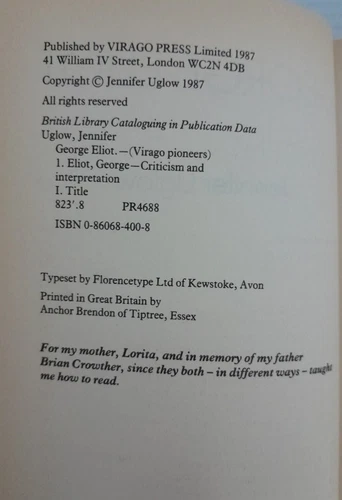 Published by VIRAGO PRESS Limited 1987
41 William IV Street, London WC2N 4DB
Copyright © Jennifer Uglow 1987
All rights reserved
British Library Cataloguing in Publication Data
Uglow, Jennifer
George Eliot.—(Virago pioneers)
1. Eliot, George—Criticism and
interpretation
I. Title
823'.8 PR4688
ISBN 0-86068-400-8
Typeset by Florencetype Ltd of Kewstoke, Avon
Printed in Great Britain by
Anchor Brendon of Tiptree, Essex
For my mother, Lorita, and in memory of my father
Brian Crowther, since they both – in different ways – taught
me how to read.